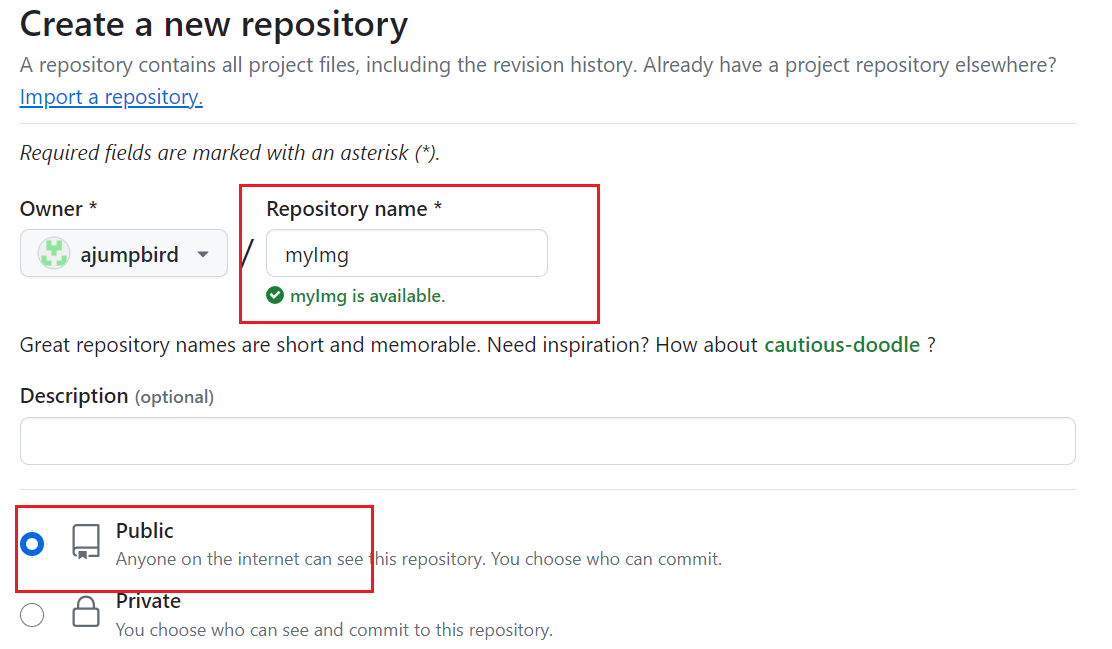 Create a new repository
A repository contains all project files, including the revision history. Already have a project repository elsewhere?
Import a repository.
Required fields are marked with an asterisk (*).
Owner *
Repository name *
ajumpbird
/
myImg
myImg is available.
Great repository names are short and memorable. Need inspiration? How about cautious-doodle ?
Description (optional)
Public
Anyone on the internet can see this repository. You choose who can commit.
Private
You choose who can see and commit to this repository.